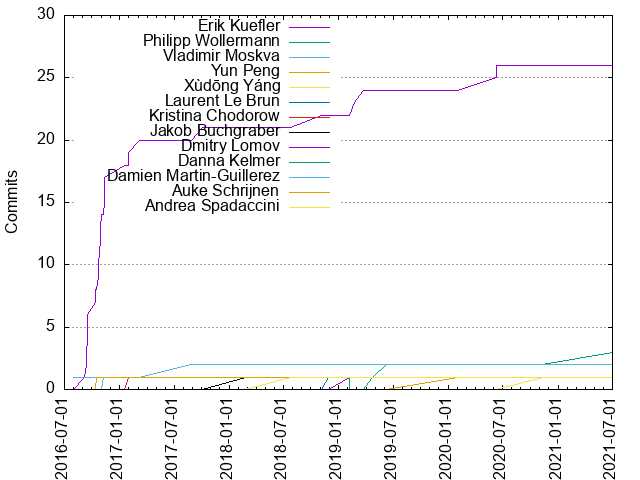 30
25
20
15
10
5
0
Commits
Erik Kuefler
Philipp Wollermann
Vladimir Moskva
Yun Peng
Xùdōng Yáng
Laurent Le Brun
Kristina Chodorow
Jakob Buchgraber
Dmitry Lomov
Danna Kelmer
Damien Martin-Guillerez
Auke Schrijnen
Andrea Spadaccini
2016-07-01
2017-01-01
2017-07-01
2018-01-01
2018-07-01
2019-01-01
2019-07-01
2020-01-01
2020-07-01
2021-01-01
2021-07-01